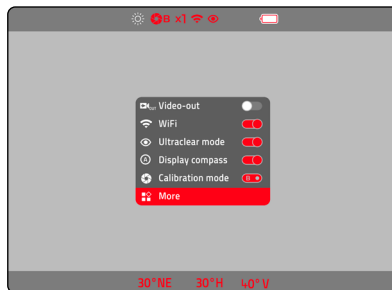 B x1
Video-out
WiFi
Ultraclear mode
Display compass
Calibration mode B
More
30°NE 30°H 40°V